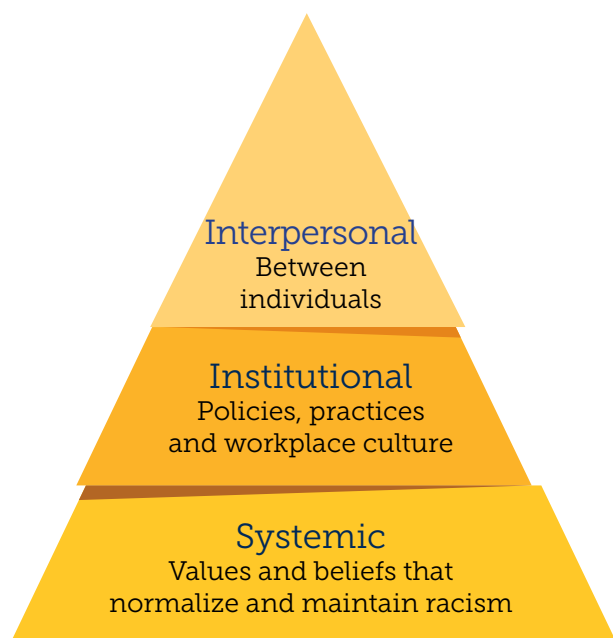 Interpersonal
Between
individuals
Institutional
Policies, practices
and workplace culture
Systemic
Values and beliefs that
normalize and maintain racism